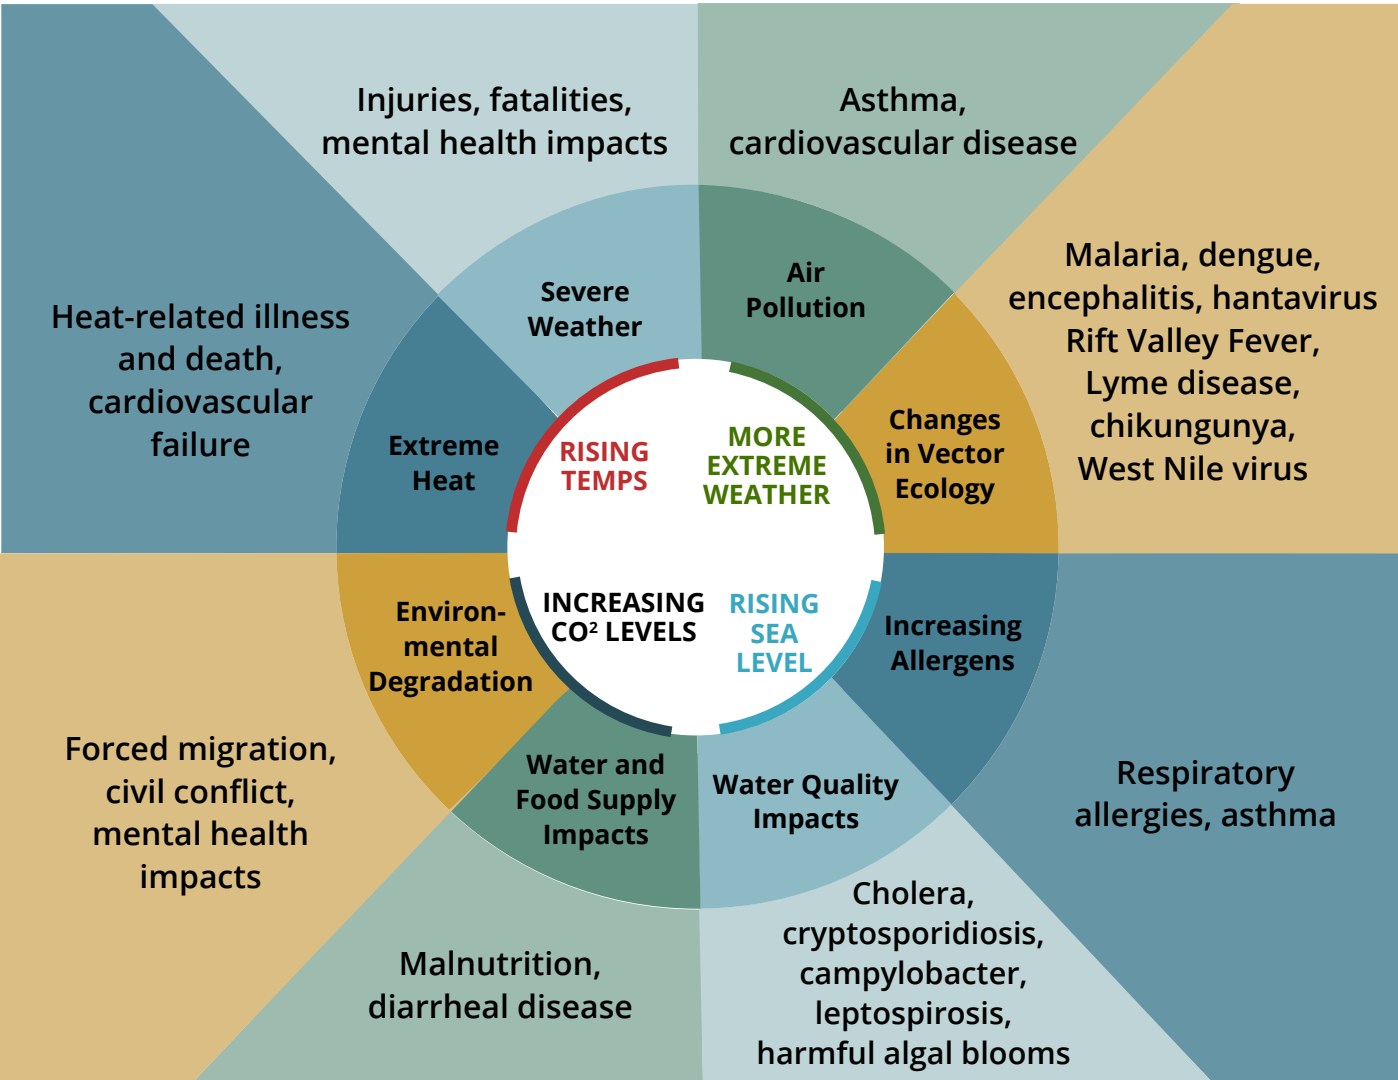 Injuries, fatalities,
mental health impacts
Asthma,
cardiovascular disease
Malaria, dengue,
encephalitis, hantavirus
Rift Valley Fever,
Lyme disease,
chikungunya,
West Nile virus
Heat-related illness
and death,
cardiovascular
failure
Severe
Weather
Air
Pollution
Changes
in Vector
Ecology
Extreme
Heat
RISING
TEMPS
MORE
EXTREME
WEATHER
INCREASING
CO² LEVELS
RISING
SEA
LEVEL
Environ-
mental
Degradation
Increasing
Allergens
Water and
Food Supply
Impacts
Water Quality
Impacts
Forced migration,
civil conflict,
mental health
impacts
Respiratory
allergies, asthma
Malnutrition,
diarrheal disease
Cholera,
cryptosporidiosis,
campylobacter,
leptospirosis,
harmful algal blooms